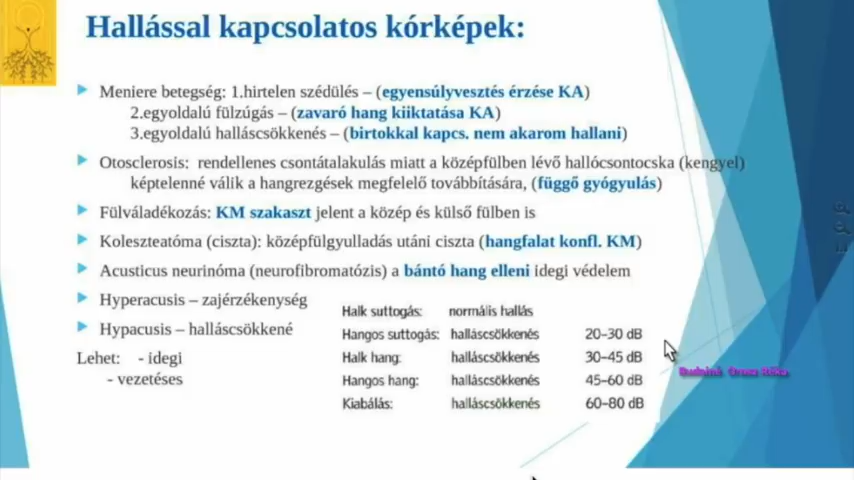 Hallással kapcsolatos kórképek:
Meniere betegség: 1.hirtelen szédülés – (egyensúlyvesztés érzése KA)
2.egyoldalú fülzúgás – (zavaró hang kiiktatása KA)
3.egyoldalú halláscsökkenés – (birtokkal kapcs. nem akarom hallani)
Otosclerosis: rendellenes csontátalakulás miatt a középfülben lévő hallócsontocska (kengyel)
képtelenné válik a hangrezgések megfelelő továbbítására, (függő gyógyulás)
Fülváladékozás: KM szakaszt jelent a közép és külső fülben is
Koleszteatóma (ciszta): középfülgyulladás utáni ciszta (hangfalat konfl. KM)
Acusticus neurinóma (neurofibromatózis) a bántó hang elleni idegi védelem
Hyperacusis – zajérzékenység
Hypacusis – halláscsökkené
Lehet: - idegi
- vezetéses
Halk suttogás: normális hallás
Hangos suttogás: halláscsökkenés 20–30 dB
Halk hang: halláscsökkenés 30–45 dB
Hangos hang: halláscsökkenés 45–60 dB
Kiabálás: halláscsökkenés 60–80 dB
Orosz Réka